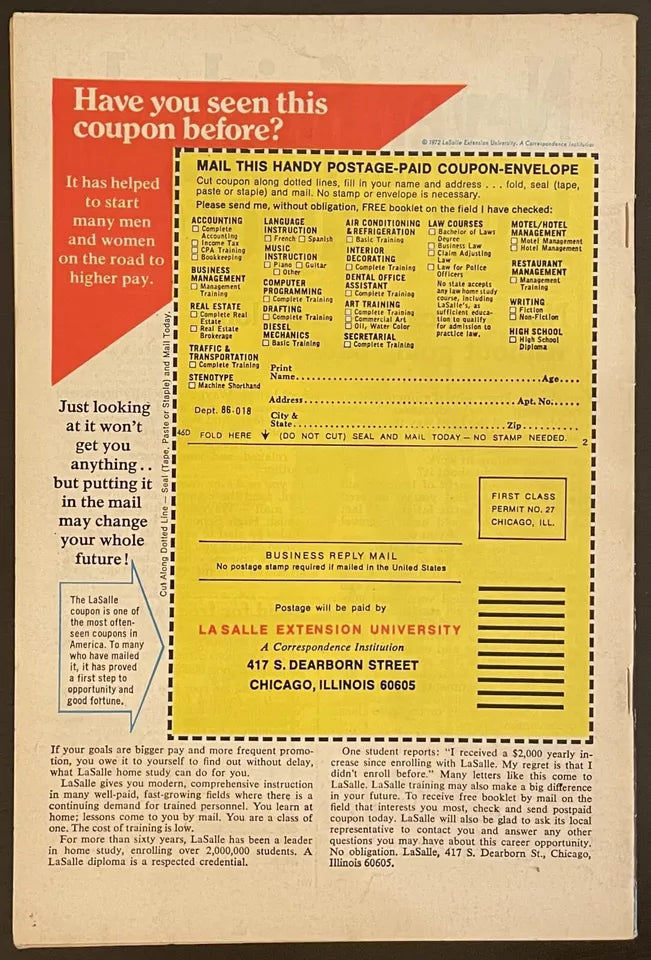 Have you seen this
coupon before?
© 1972 LaSalle Extension University. A Correspondence Institution
It has helped
to start
many men
and women
on the road to
higher pay.
MAIL THIS HANDY POSTAGE-PAID COUPON-ENVELOPE
Cut coupon along dotted lines, fill in your name and address . . . fold, seal (tape,
paste or staple) and mail. No stamp or envelope is necessary.
Please send me, without obligation, FREE booklet on the field I have checked:
ACCOUNTING
☐ Complete
Accounting
☐ Income Tax
☐ CPA Training
☐ Bookkeeping
BUSINESS
MANAGEMENT
☐ Management
Training
REAL ESTATE
☐ Complete Real
Estate
☐ Real Estate
Brokerage
TRAFFIC &
TRANSPORTATION
☐ Complete Training
STENOTYPE
☐ Machine Shorthand
LANGUAGE
INSTRUCTION
☐ French ☐ Spanish
MUSIC
INSTRUCTION
☐ Piano ☐ Guitar
☐ Other
COMPUTER
PROGRAMMING
☐ Complete Training
DRAFTING
☐ Complete Training
DIESEL
MECHANICS
☐ Basic Training
AIR CONDITIONING
& REFRIGERATION
☐ Basic Training
INTERIOR
DECORATING
☐ Complete Training
DENTAL OFFICE
ASSISTANT
☐ Complete Training
ART TRAINING
☐ Complete Training
☐ Commercial Art
☐ Oil, Water Color
SECRETARIAL
☐ Complete Training
LAW COURSES
☐ Bachelor of Laws
Degree
☐ Business Law
☐ Claim Adjusting
Law
☐ Law for Police
Officers
No state accepts
any law home study
course, including
LaSalle's, as
sufficient educa-
tion to qualify
for admission to
practice law.
MOTEL/HOTEL
MANAGEMENT
☐ Motel Management
☐ Hotel Management
RESTAURANT
MANAGEMENT
☐ Management
Training
WRITING
☐ Fiction
☐ Non-Fiction
HIGH SCHOOL
☐ High School
Diploma
Print
Name.......... Age....
Address.......... Apt. No.....
Dept. 86-018
City &
State.......... Zip..........
46D FOLD HERE ↓ (DO NOT CUT) SEAL AND MAIL TODAY — NO STAMP NEEDED. 2
Cut Along Dotted Line — Seal (Tape, Paste or Staple) and Mail Today.
Just looking
at it won't
get you
anything . .
but putting it
in the mail
may change
your whole
future!
The LaSalle
coupon is one of
the most often-
seen coupons in
America. To many
who have mailed
it, it has proved
a first step to
opportunity and
good fortune.
FIRST CLASS
PERMIT NO. 27
CHICAGO, ILL.
BUSINESS REPLY MAIL
No postage stamp required if mailed in the United States
Postage will be paid by
LA SALLE EXTENSION UNIVERSITY
A Correspondence Institution
417 S. DEARBORN STREET
CHICAGO, ILLINOIS 60605
If your goals are bigger pay and more frequent promo-
tion, you owe it to yourself to find out without delay,
what LaSalle home study can do for you.
LaSalle gives you modern, comprehensive instruction
in many well-paid, fast-growing fields where there is a
continuing demand for trained personnel. You learn at
home; lessons come to you by mail. You are a class of
one. The cost of training is low.
For more than sixty years, LaSalle has been a leader
in home study, enrolling over 2,000,000 students. A
LaSalle diploma is a respected credential.
One student reports: "I received a $2,000 yearly in-
crease since enrolling with LaSalle. My regret is that I
didn't enroll before." Many letters like this come to
LaSalle. LaSalle training may also make a big difference
in your future. To receive free booklet by mail on the
field that interests you most, check and send postpaid
coupon today. LaSalle will also be glad to ask its local
representative to contact you and answer any other
questions you may have about this career opportunity.
No obligation. LaSalle, 417 S. Dearborn St., Chicago,
Illinois 60605.